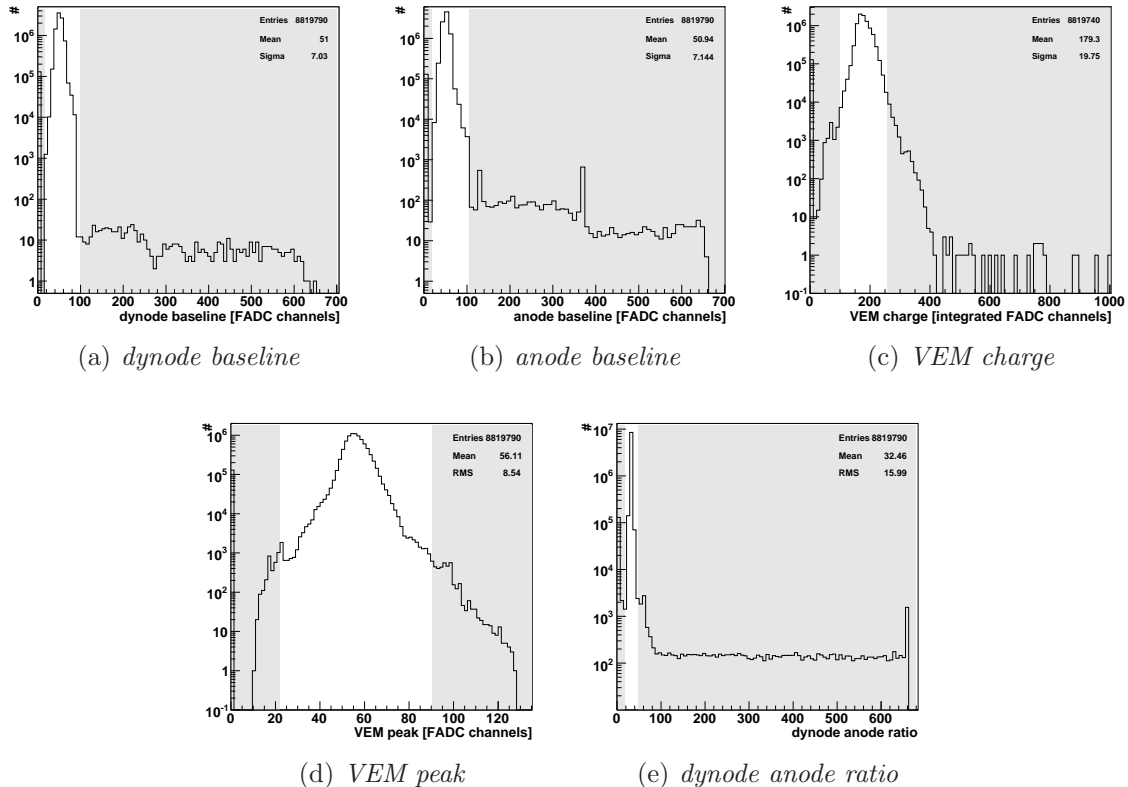 #
Entries 8819790
Mean 51
Sigma 7.03
10^6
10^5
10^4
10^3
10^2
10
1
0 100 200 300 400 500 600 700
dynode baseline [FADC channels]
(a) dynode baseline
#
Entries 8819790
Mean 50.94
Sigma 7.144
10^6
10^5
10^4
10^3
10^2
10
1
0 100 200 300 400 500 600 700
anode baseline [FADC channels]
(b) anode baseline
#
Entries 8819740
Mean 179.3
Sigma 19.75
10^6
10^5
10^4
10^3
10^2
10
1
10^-1
0 200 400 600 800 1000
VEM charge [integrated FADC channels]
(c) VEM charge
#
Entries 8819790
Mean 56.11
RMS 8.54
10^6
10^5
10^4
10^3
10^2
10
1
10^-1
0 20 40 60 80 100 120
VEM peak [FADC channels]
(d) VEM peak
#
Entries 8819790
Mean 32.46
RMS 15.99
10^7
10^6
10^5
10^4
10^3
10^2
0 100 200 300 400 500 600
dynode anode ratio
(e) dynode anode ratio